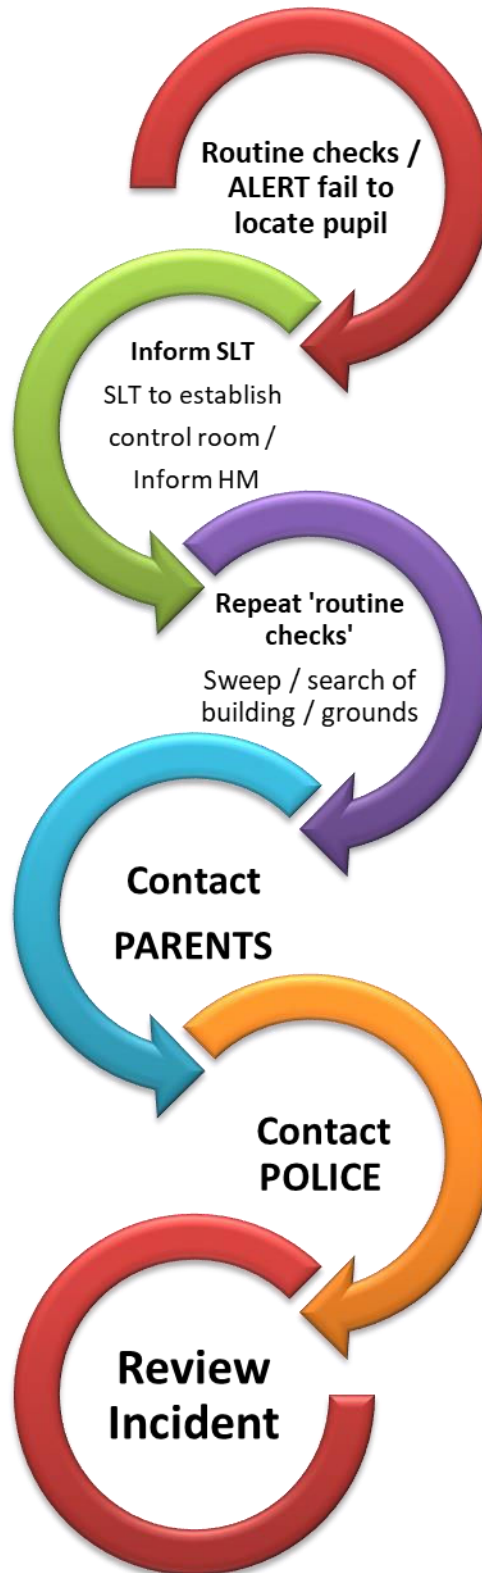 Routine checks /
ALERT fail to
locate pupil
Inform SLT
SLT to establish
control room /
Inform HM
Repeat 'routine
checks'
Sweep / search of
building / grounds
Contact
PARENTS
Contact
POLICE
Review
Incident